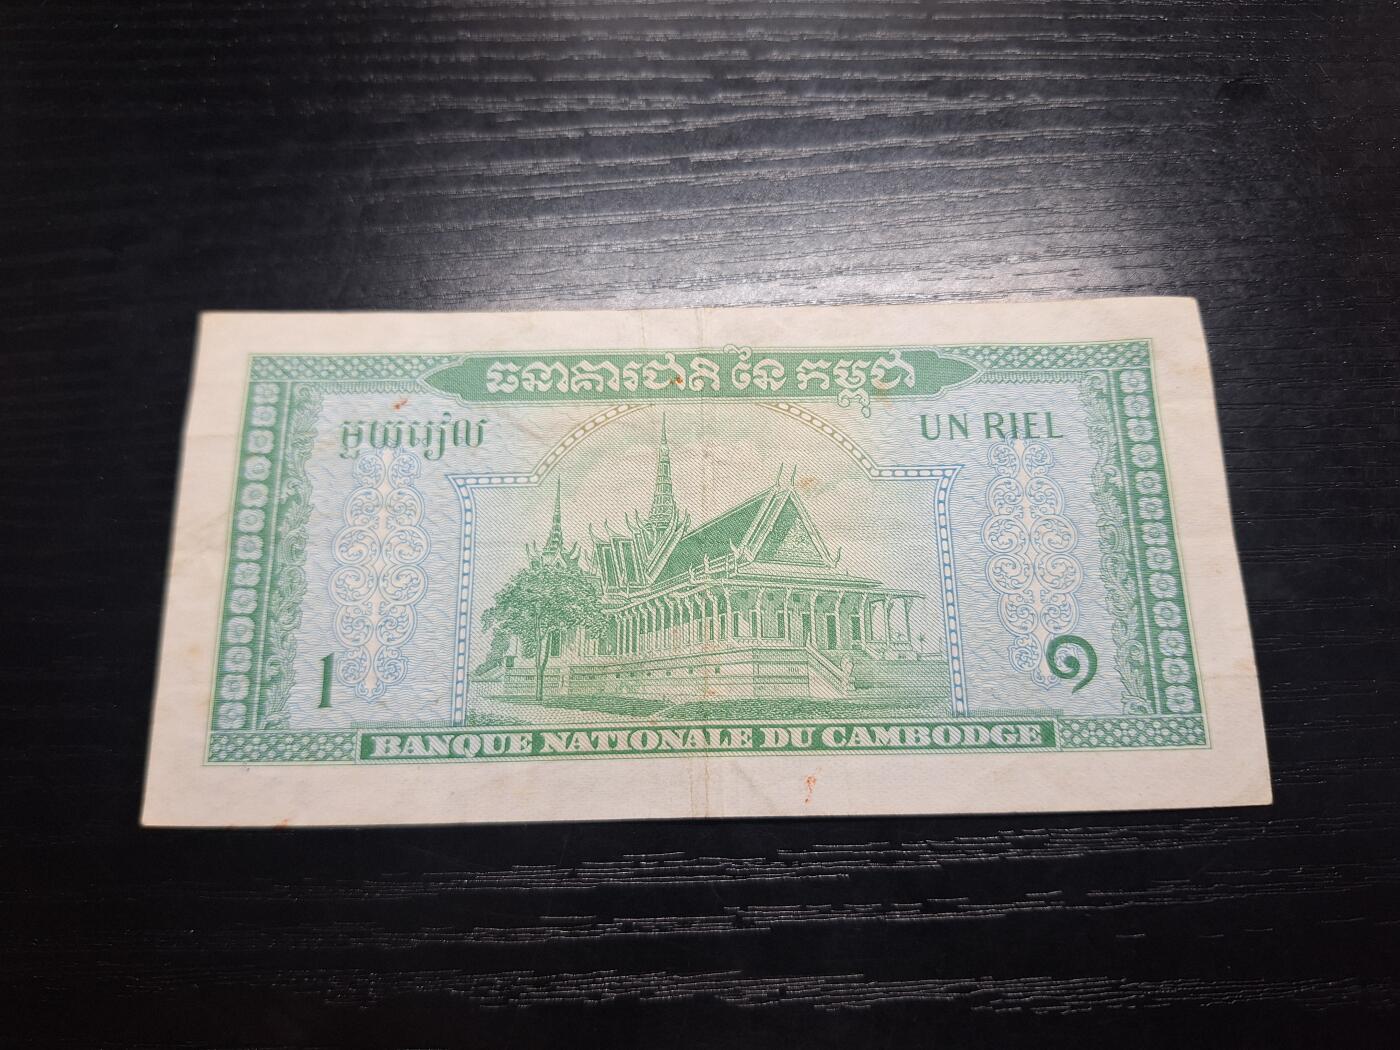 ធនាគារជាតិ នៃ កម្ពុជា
មួយរៀល
UN RIEL
1
១
BANQUE NATIONALE DU CAMBODGE